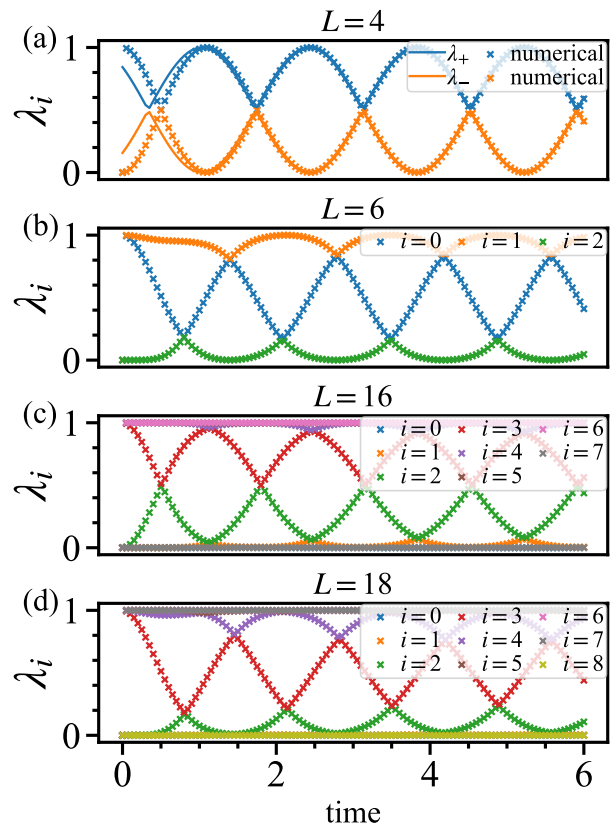 L = 4
(a)
1
λ₊ numerical
λ₋ numerical
λᵢ
0
L = 6
(b)
1
i = 0 i = 1 i = 2
λᵢ
0
L = 16
(c)
1
i = 0 i = 3 i = 6
i = 1 i = 4 i = 7
i = 2 i = 5
λᵢ
0
L = 18
(d)
1
i = 0 i = 3 i = 6
i = 1 i = 4 i = 7
i = 2 i = 5 i = 8
λᵢ
0
0 2 4 6
time